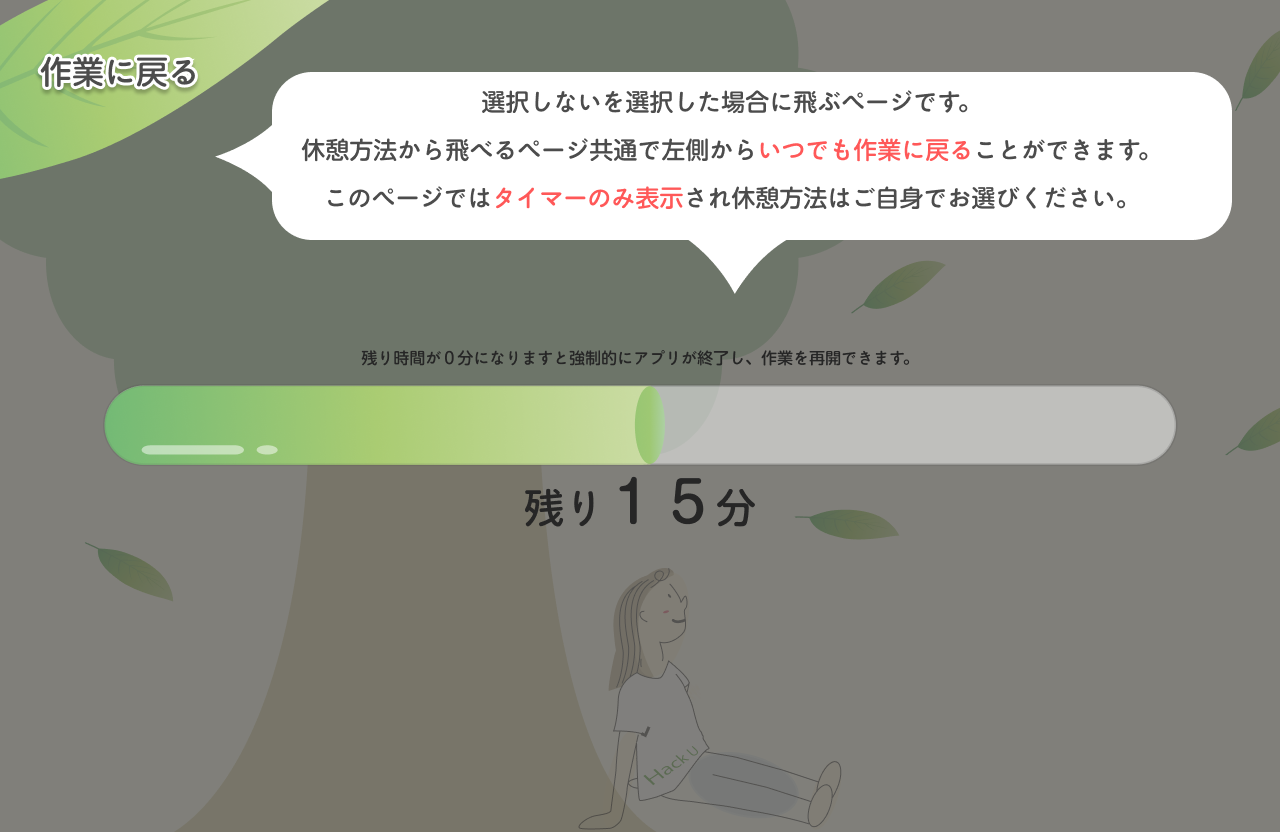 作業に戻る
選択しないを選択した場合に飛ぶページです。
休憩方法から飛べるページ共通で左側からいつでも作業に戻ることができます。
このページではタイマーのみ表示され休憩方法はご自身でお選びください。
残り時間が０分になりますと強制的にアプリが終了し、作業を再開できます。
残り１５分
Hack U